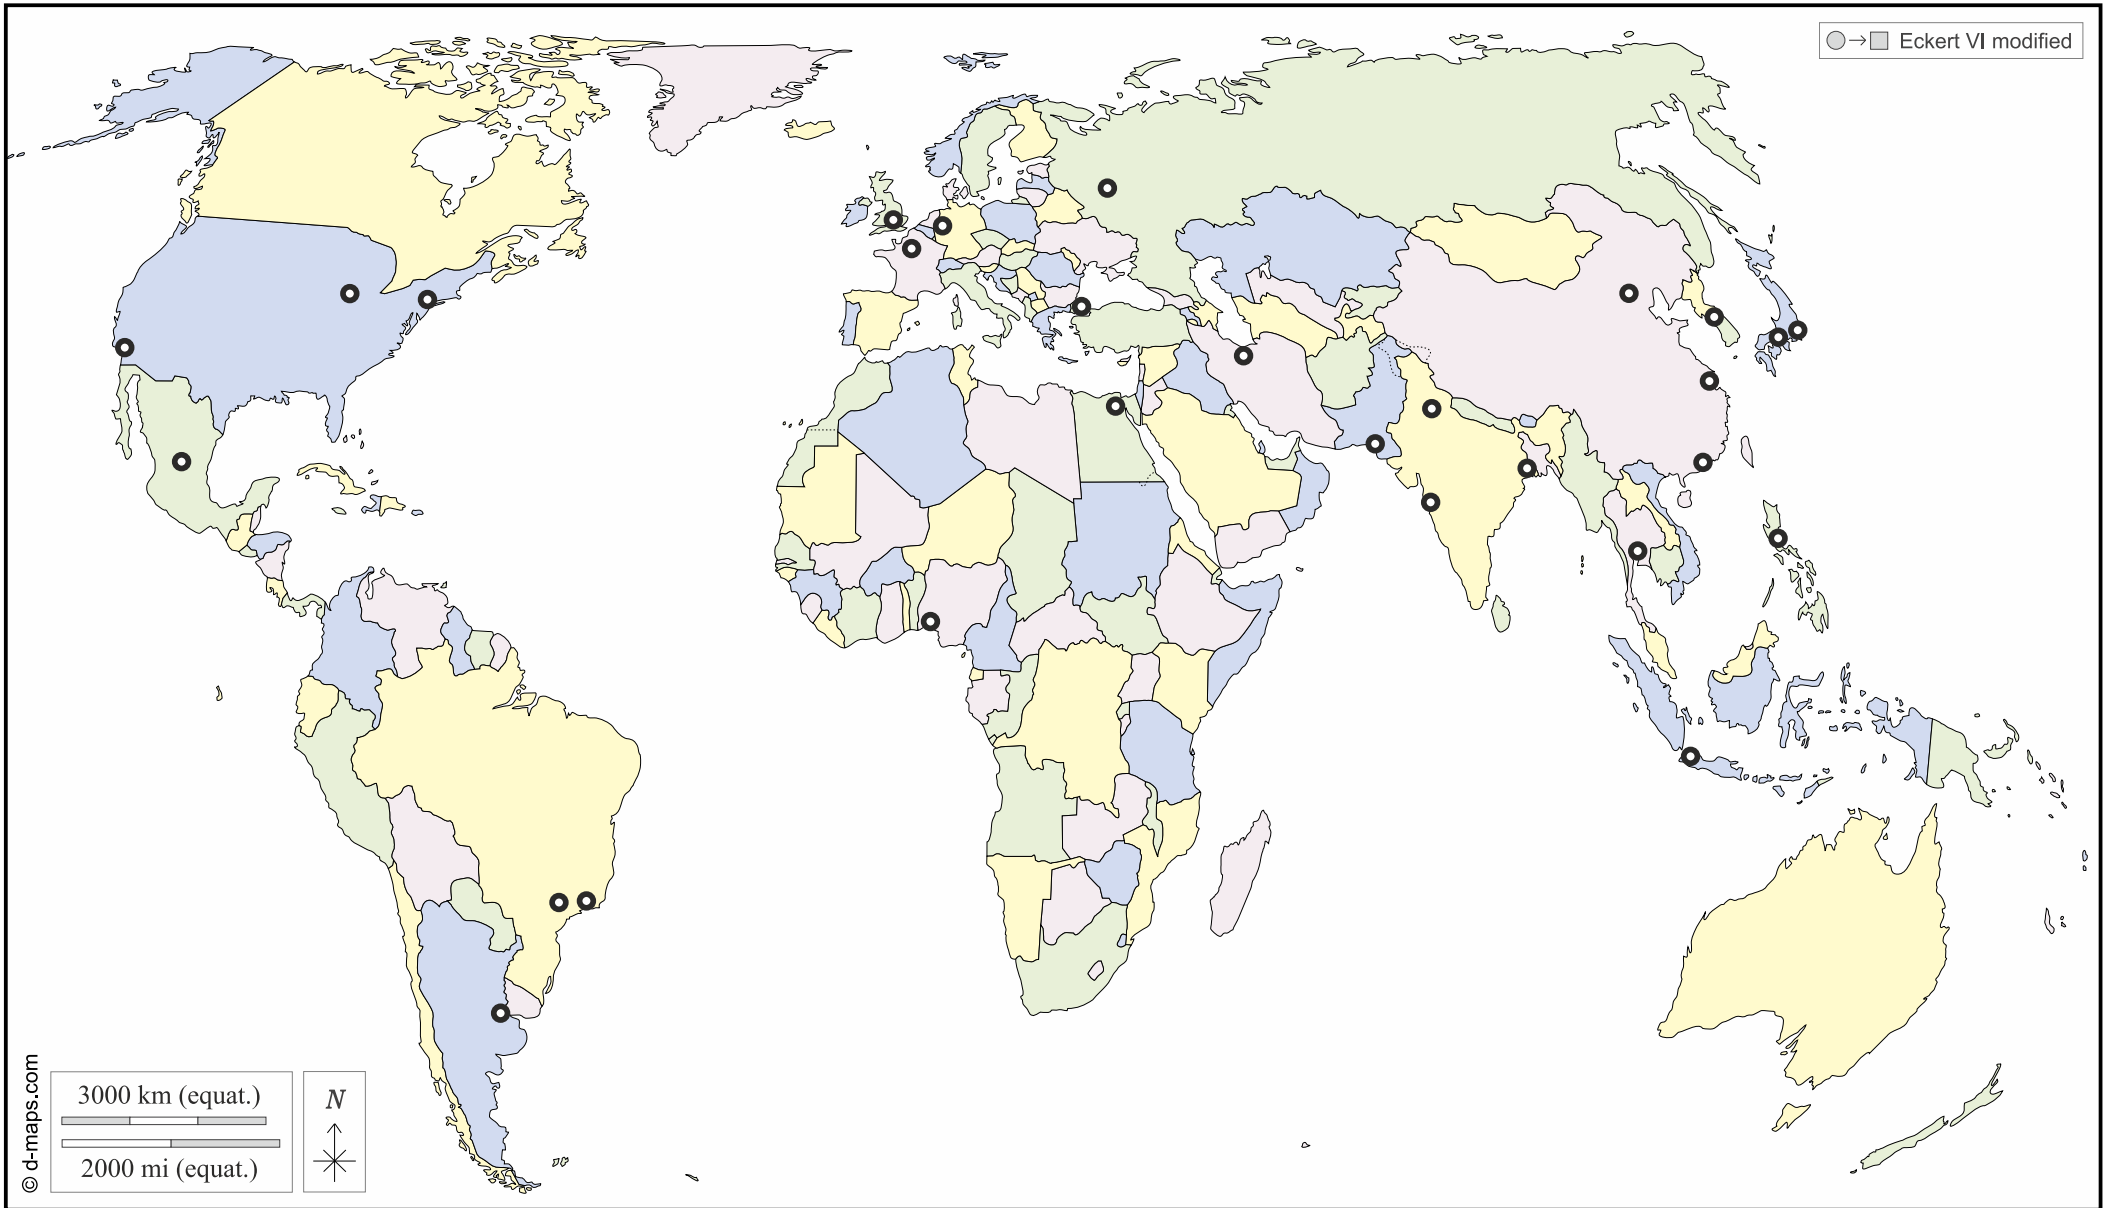 → Eckert VI modified
3000 km (equat.)
2000 mi (equat.)
N
© d-maps.com